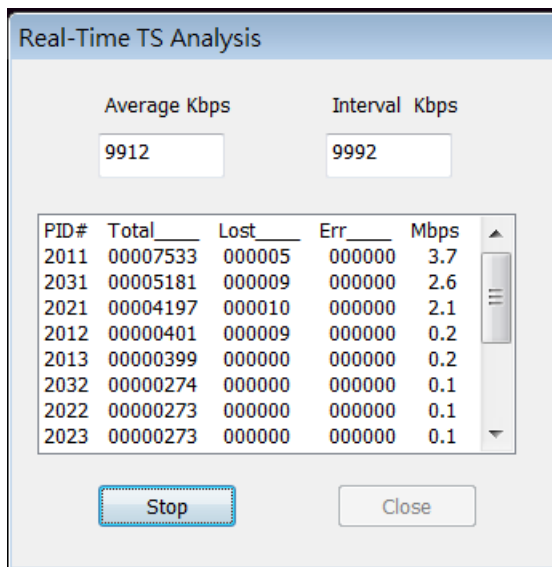 Real-Time TS Analysis
Average Kbps Interval Kbps
9912 9992
PID# Total____ Lost____ Err____ Mbps
2011 00007533 000005 000000 3.7
2031 00005181 000009 000000 2.6
2021 00004197 000010 000000 2.1
2012 00000401 000009 000000 0.2
2013 00000399 000000 000000 0.2
2032 00000274 000000 000000 0.1
2022 00000273 000000 000000 0.1
2023 00000273 000000 000000 0.1
Stop Close